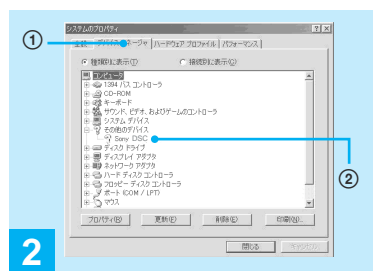 システムのプロパティ
①
全般 デバイス マネージャ ハードウェア プロファイル パフォーマンス
種類別に表示(T) 接続別に表示(C)
コンピュータ
1394 バス コントローラ
CD-ROM
キーボード
サウンド、ビデオ、およびゲームのコントローラ
システム デバイス
その他のデバイス
Sony DSC
ディスク ドライブ
ディスプレイ アダプタ
ネットワーク アダプタ
ハード ディスク コントローラ
フロッピー ディスク コントローラ
ポート (COM / LPT)
マウス
②
プロパティ(R) 更新(E) 削除(E) 印刷(N)...
閉じる キャンセル
2